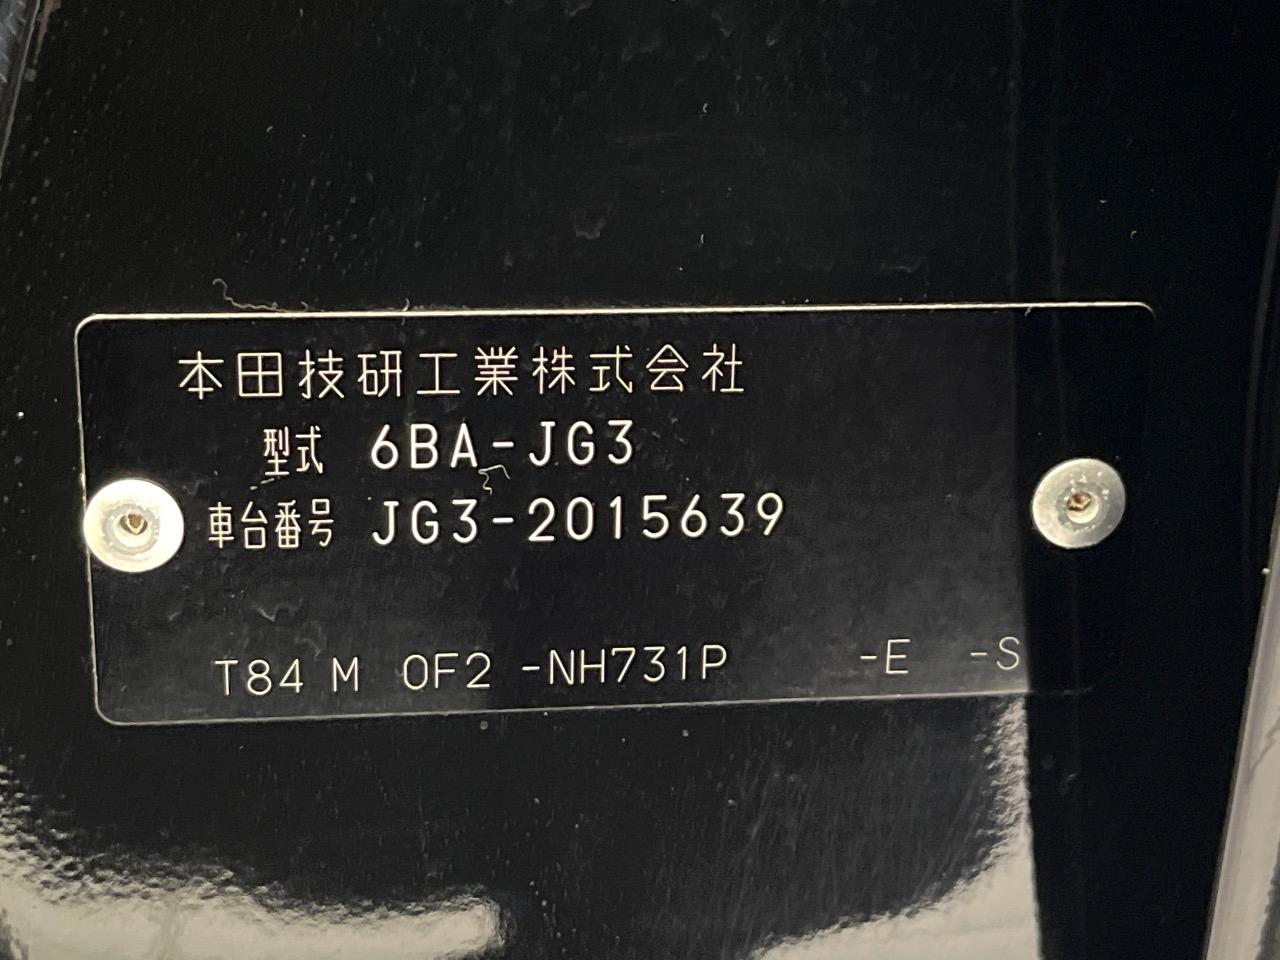 本田技研工業株式会社
型式 6BA-JG3
車台番号 JG3-2015639
T84 M 0F2 -NH731P -E -S